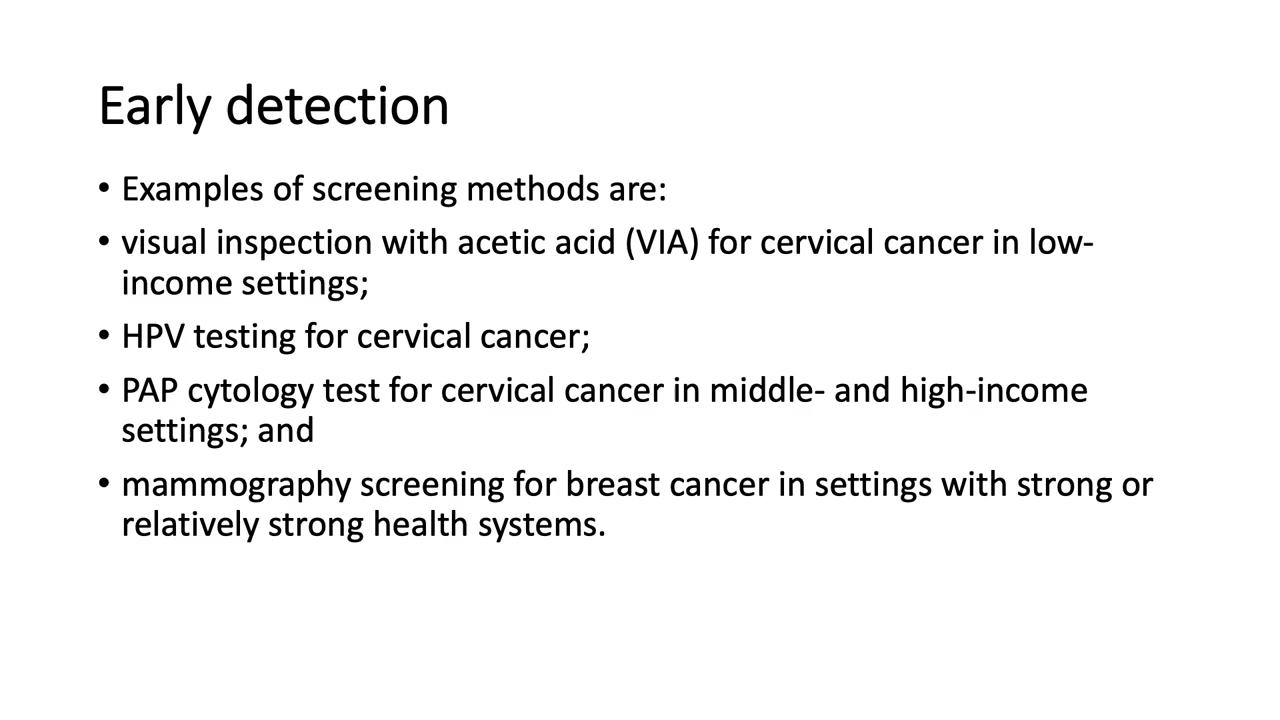 Early detection
• Examples of screening methods are:
• visual inspection with acetic acid (VIA) for cervical cancer in low-
income settings;
• HPV testing for cervical cancer;
• PAP cytology test for cervical cancer in middle- and high-income
settings; and
• mammography screening for breast cancer in settings with strong or
relatively strong health systems.